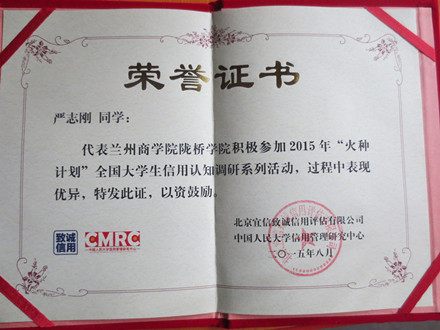 荣誉证书
严志刚 同学：
代表兰州商学院陇桥学院积极参加2015年“火种
计划”全国大学生信用认知调研系列活动，过程中表现
优异，特发此证，以资鼓励。
北京宜信致诚信用评估有限公司
中国人民大学信用管理研究中心
二〇一五年八月
致诚
信用
CMRC